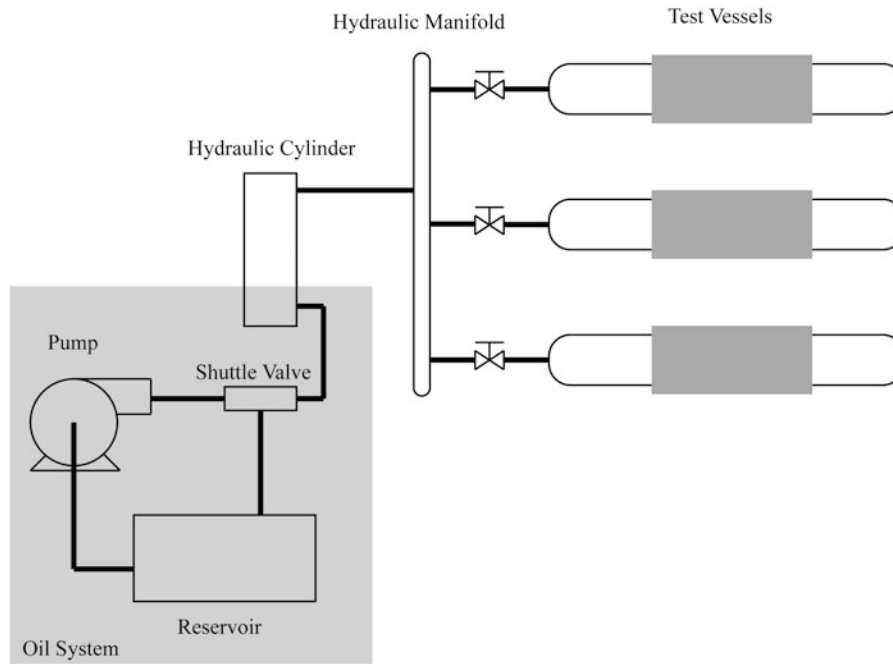 Test Vessels
Hydraulic Manifold
Hydraulic Cylinder
Pump
Shuttle Valve
Reservoir
Oil System